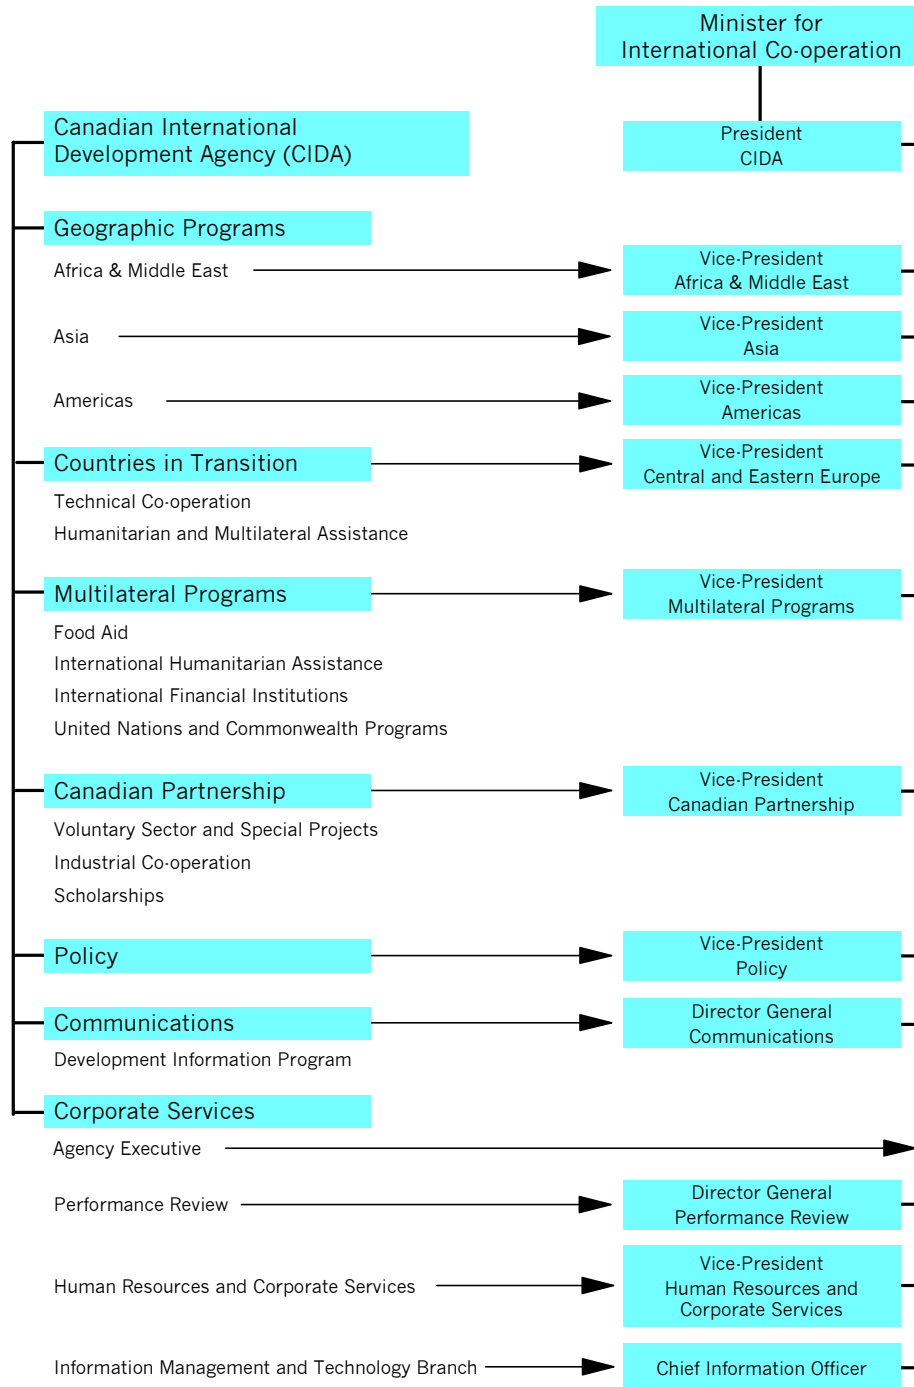 Minister for
International Co-operation
Canadian International
Development Agency (CIDA)
President
CIDA
Geographic Programs
Africa & Middle East
Vice-President
Africa & Middle East
Asia
Vice-President
Asia
Americas
Vice-President
Americas
Countries in Transition
Vice-President
Central and Eastern Europe
Technical Co-operation
Humanitarian and Multilateral Assistance
Multilateral Programs
Vice-President
Multilateral Programs
Food Aid
International Humanitarian Assistance
International Financial Institutions
United Nations and Commonwealth Programs
Canadian Partnership
Vice-President
Canadian Partnership
Voluntary Sector and Special Projects
Industrial Co-operation
Scholarships
Policy
Vice-President
Policy
Communications
Director General
Communications
Development Information Program
Corporate Services
Agency Executive
Performance Review
Director General
Performance Review
Human Resources and Corporate Services
Vice-President
Human Resources and
Corporate Services
Information Management and Technology Branch
Chief Information Officer